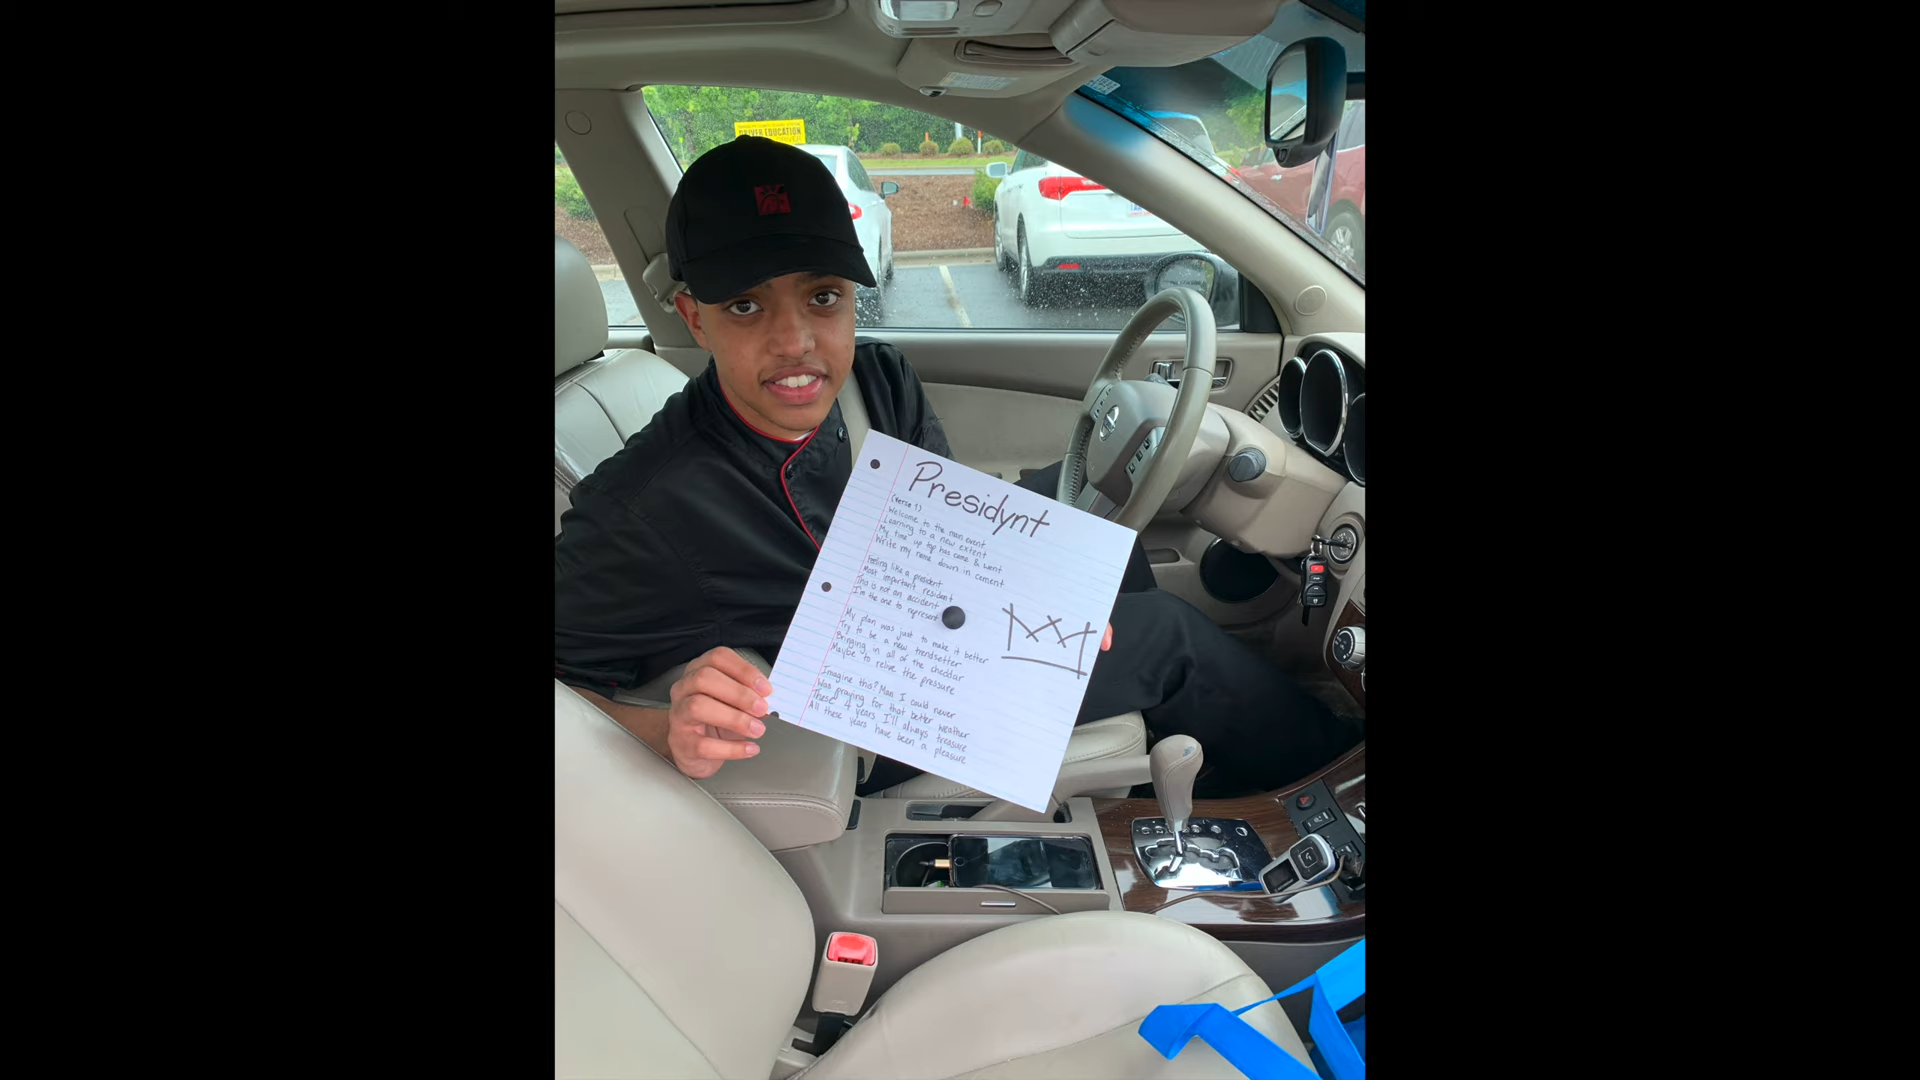 DRIVER EDUCATION
Presidynt
(Verse 1)
Welcome to the main event
Learning to a new extent
My time up top has come & went
Write my name down in cement
Feeling like a president
Most important resident
This is not an accident
I'm the one to represent
My plan was just to make it better
Try to be a new trendsetter
Bringing in all of the cheddar
Maybe to relive the pressure
Imagine this? Man I could never
Was praying for that better weather
These 4 years I'll always treasure
All these years have been a pleasure